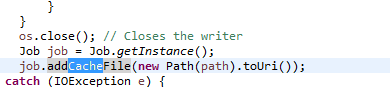 }
}
os.close(); // Closes the writer
Job job = Job.getInstance();
job.addCacheFile(new Path(path).toUri());
catch (IOException e) {